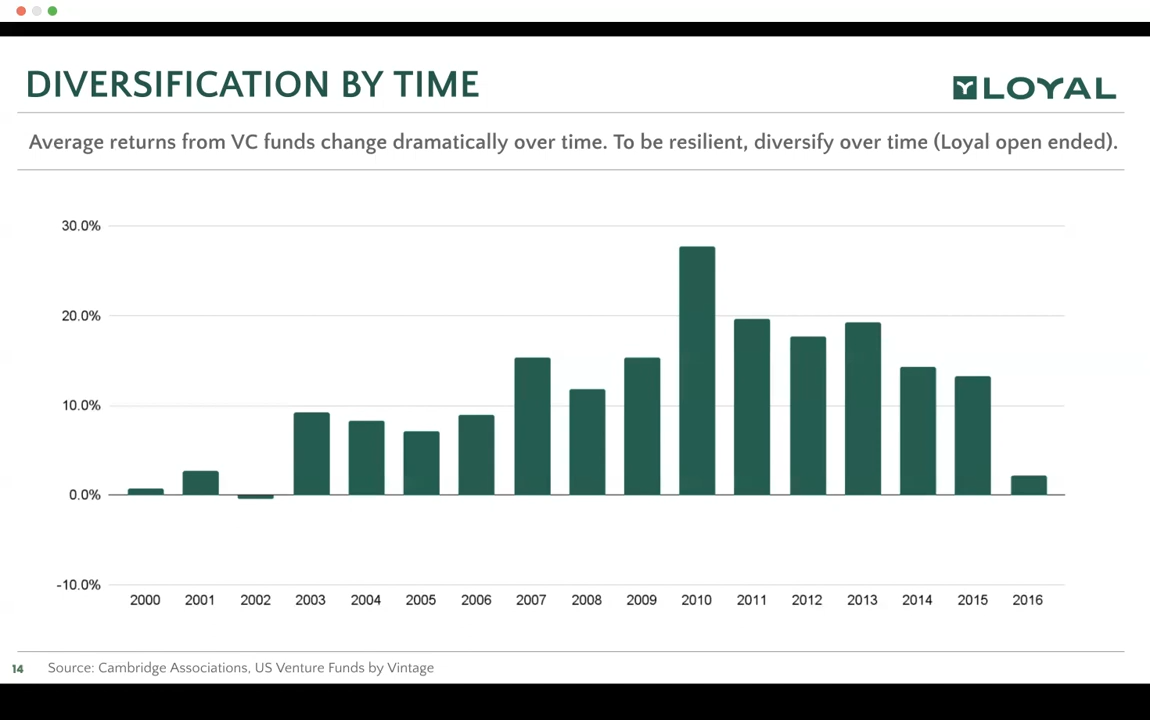 DIVERSIFICATION BY TIME
LOYAL
Average returns from VC funds change dramatically over time. To be resilient, diversify over time (Loyal open ended).
30.0%
20.0%
10.0%
0.0%
-10.0%
2000 2001 2002 2003 2004 2005 2006 2007 2008 2009 2010 2011 2012 2013 2014 2015 2016
14 Source: Cambridge Associations, US Venture Funds by Vintage